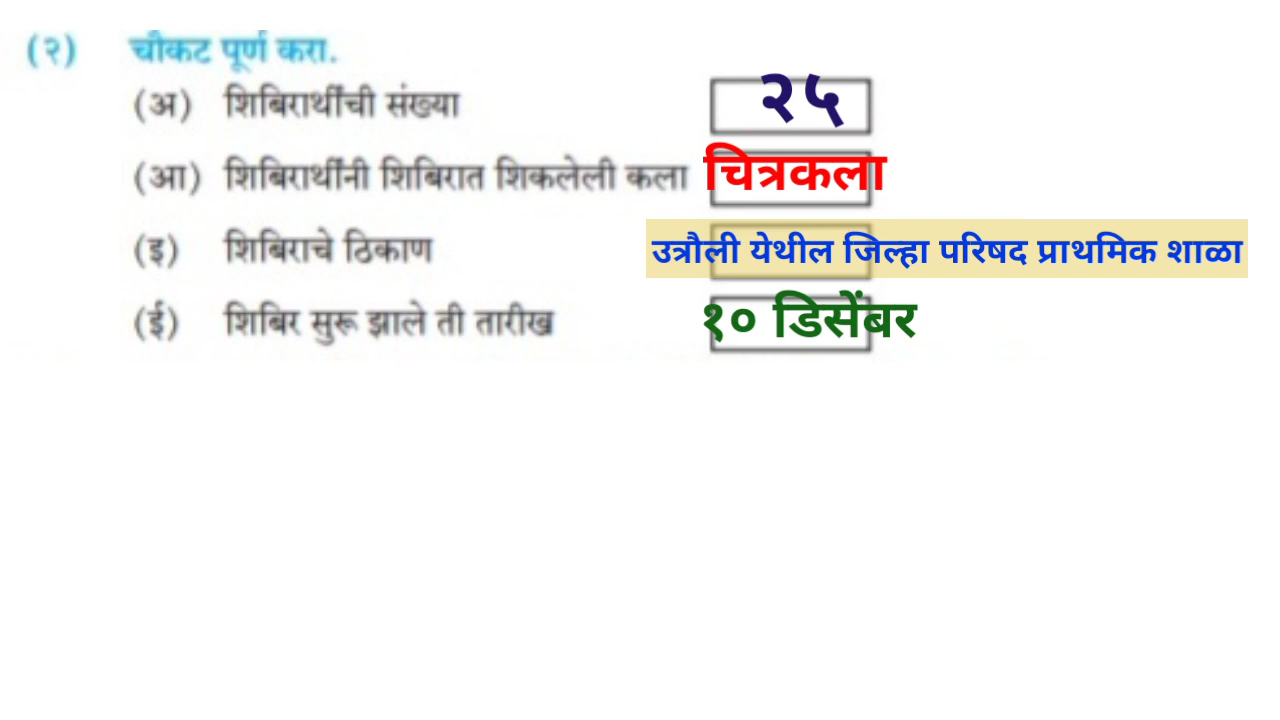 (२) चौकट पूर्ण करा.
(अ) शिबिरार्थींची संख्या २५
(आ) शिबिरार्थींनी शिबिरात शिकलेली कला चित्रकला
(इ) शिबिराचे ठिकाण उत्रौली येथील जिल्हा परिषद प्राथमिक शाळा
(ई) शिबिर सुरू झाले ती तारीख १० डिसेंबर